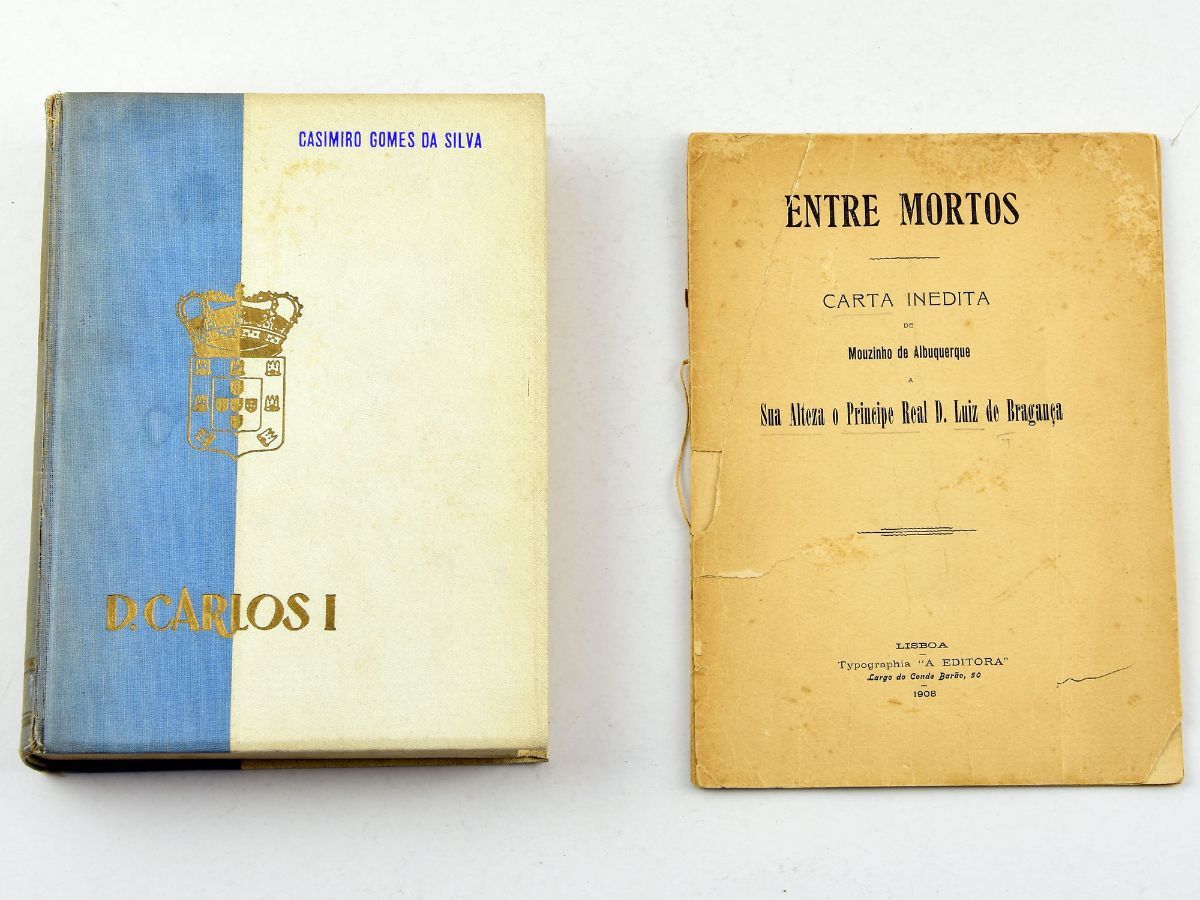 CASIMIRO GOMES DA SILVA
D. CARLOS I
ENTRE MORTOS
CARTA INEDITA
DE
Mouzinho de Albuquerque
A
Sua Alteza o Principe Real D. Luiz de Bragança
LISBOA
Typographia "A EDITORA"
Largo do Conde Barão, 50
1908